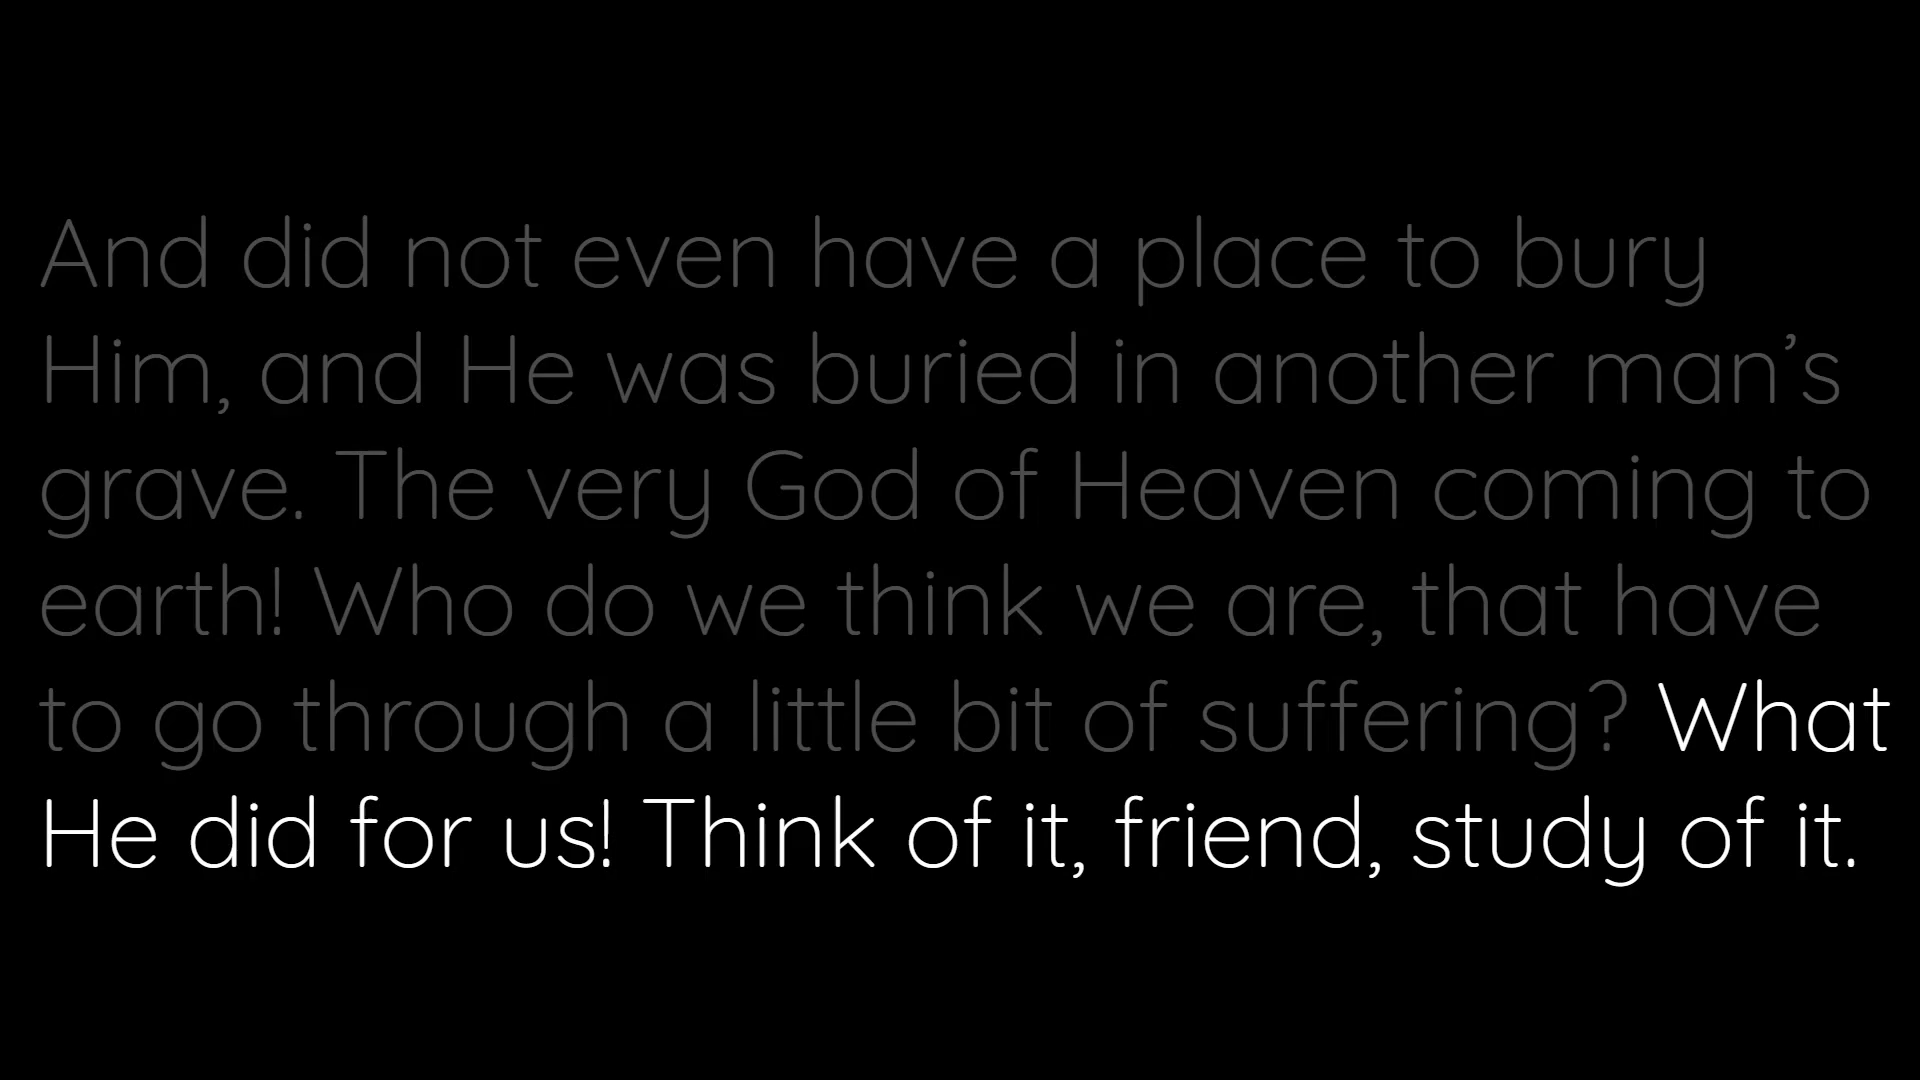 And did not even have a place to bury
Him, and He was buried in another man’s
grave. The very God of Heaven coming to
earth! Who do we think we are, that have
to go through a little bit of suffering? What
He did for us! Think of it, friend, study of it.